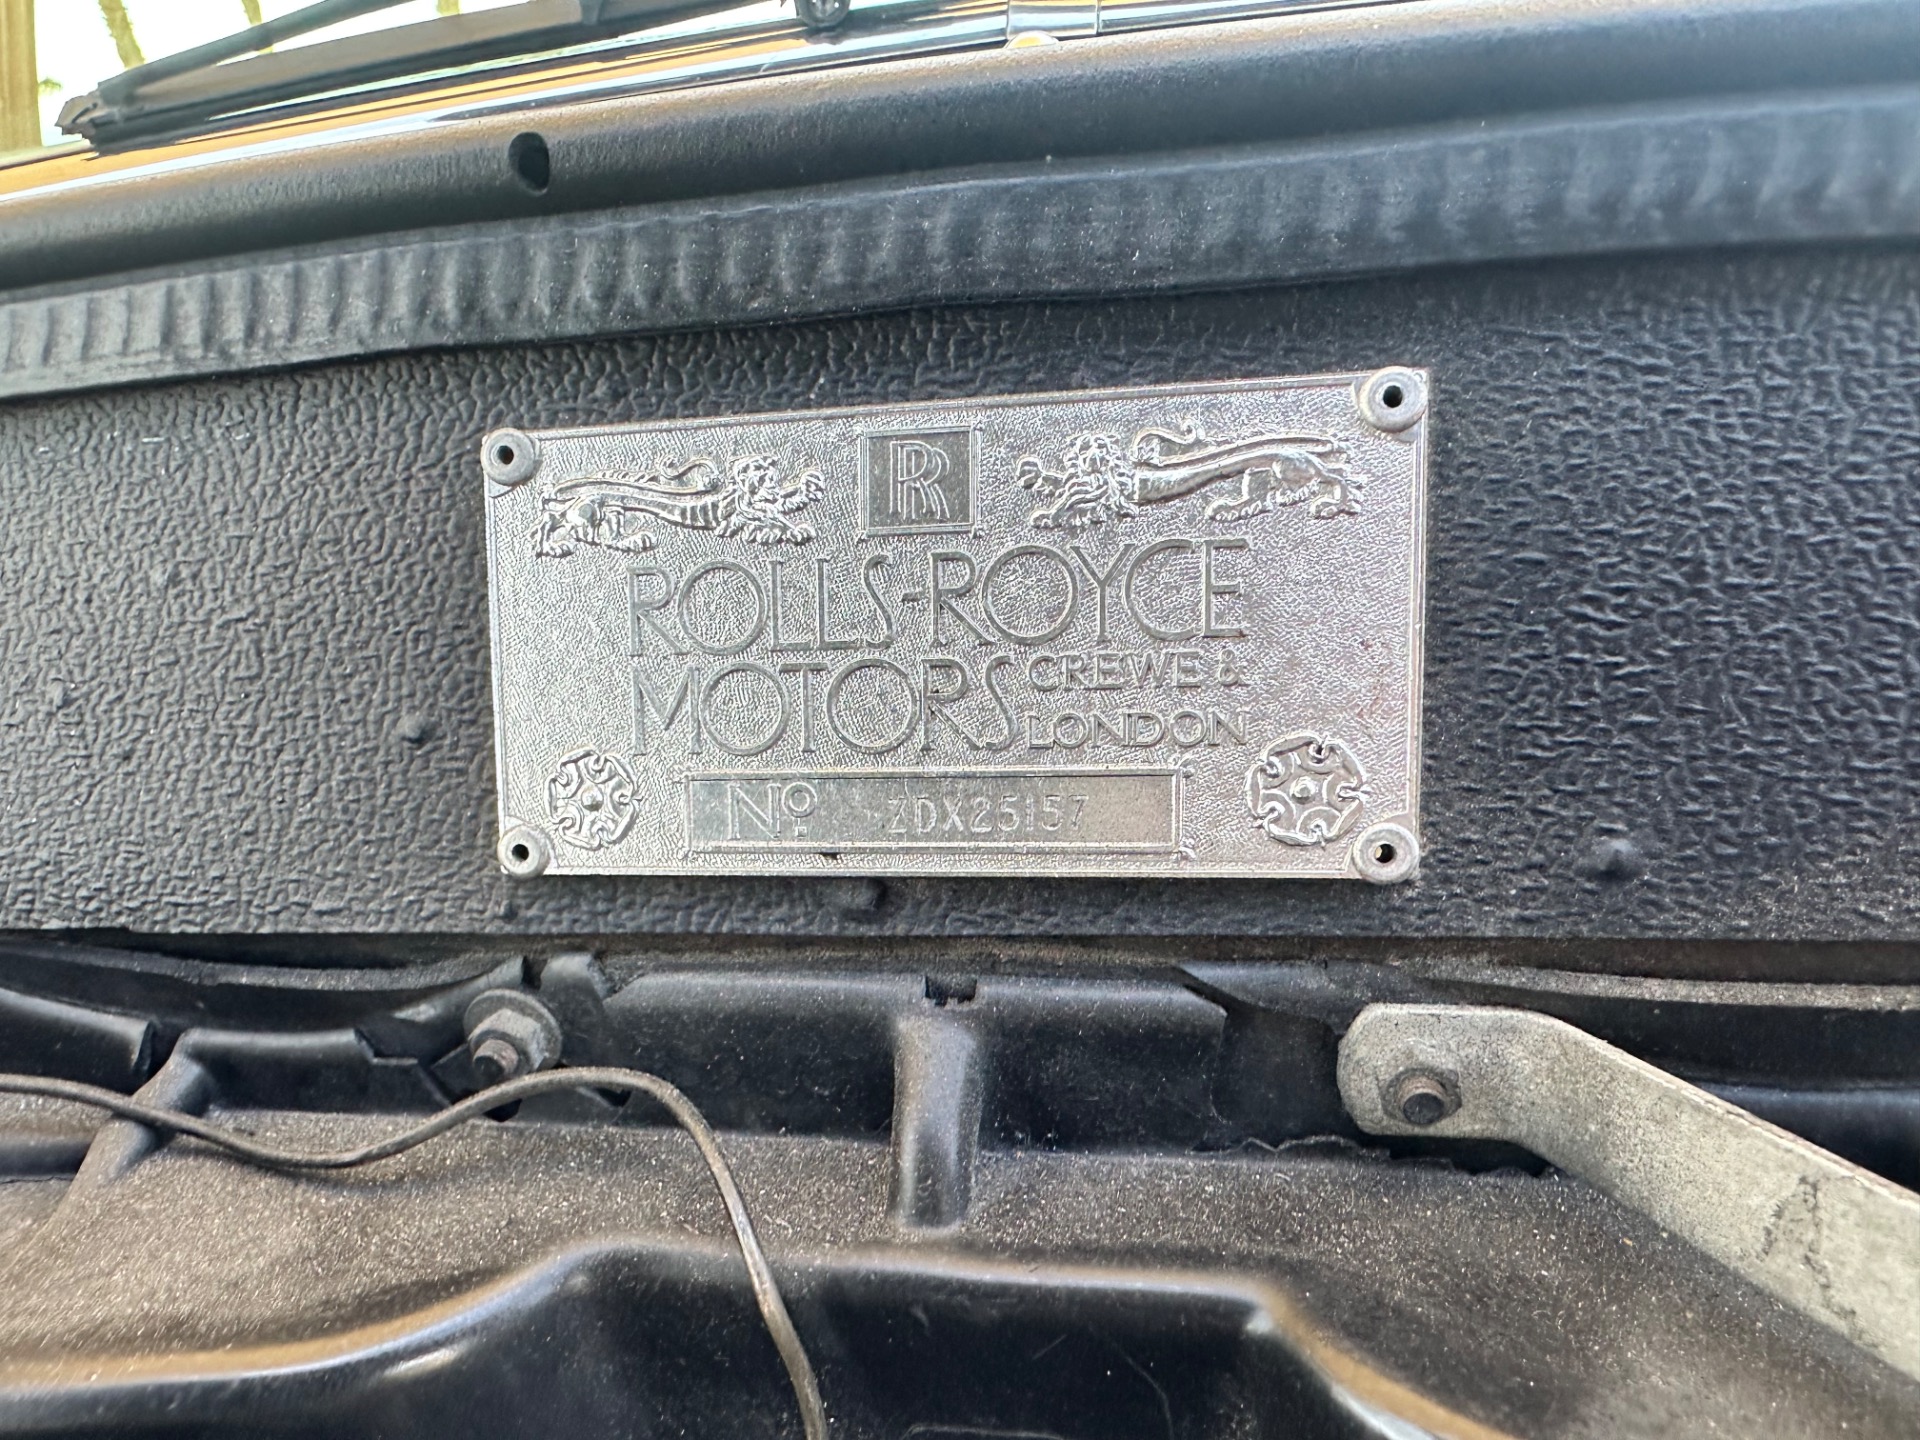 RR
ROLLS-ROYCE
MOTORS CREWE &
LONDON
No. ZDX25157